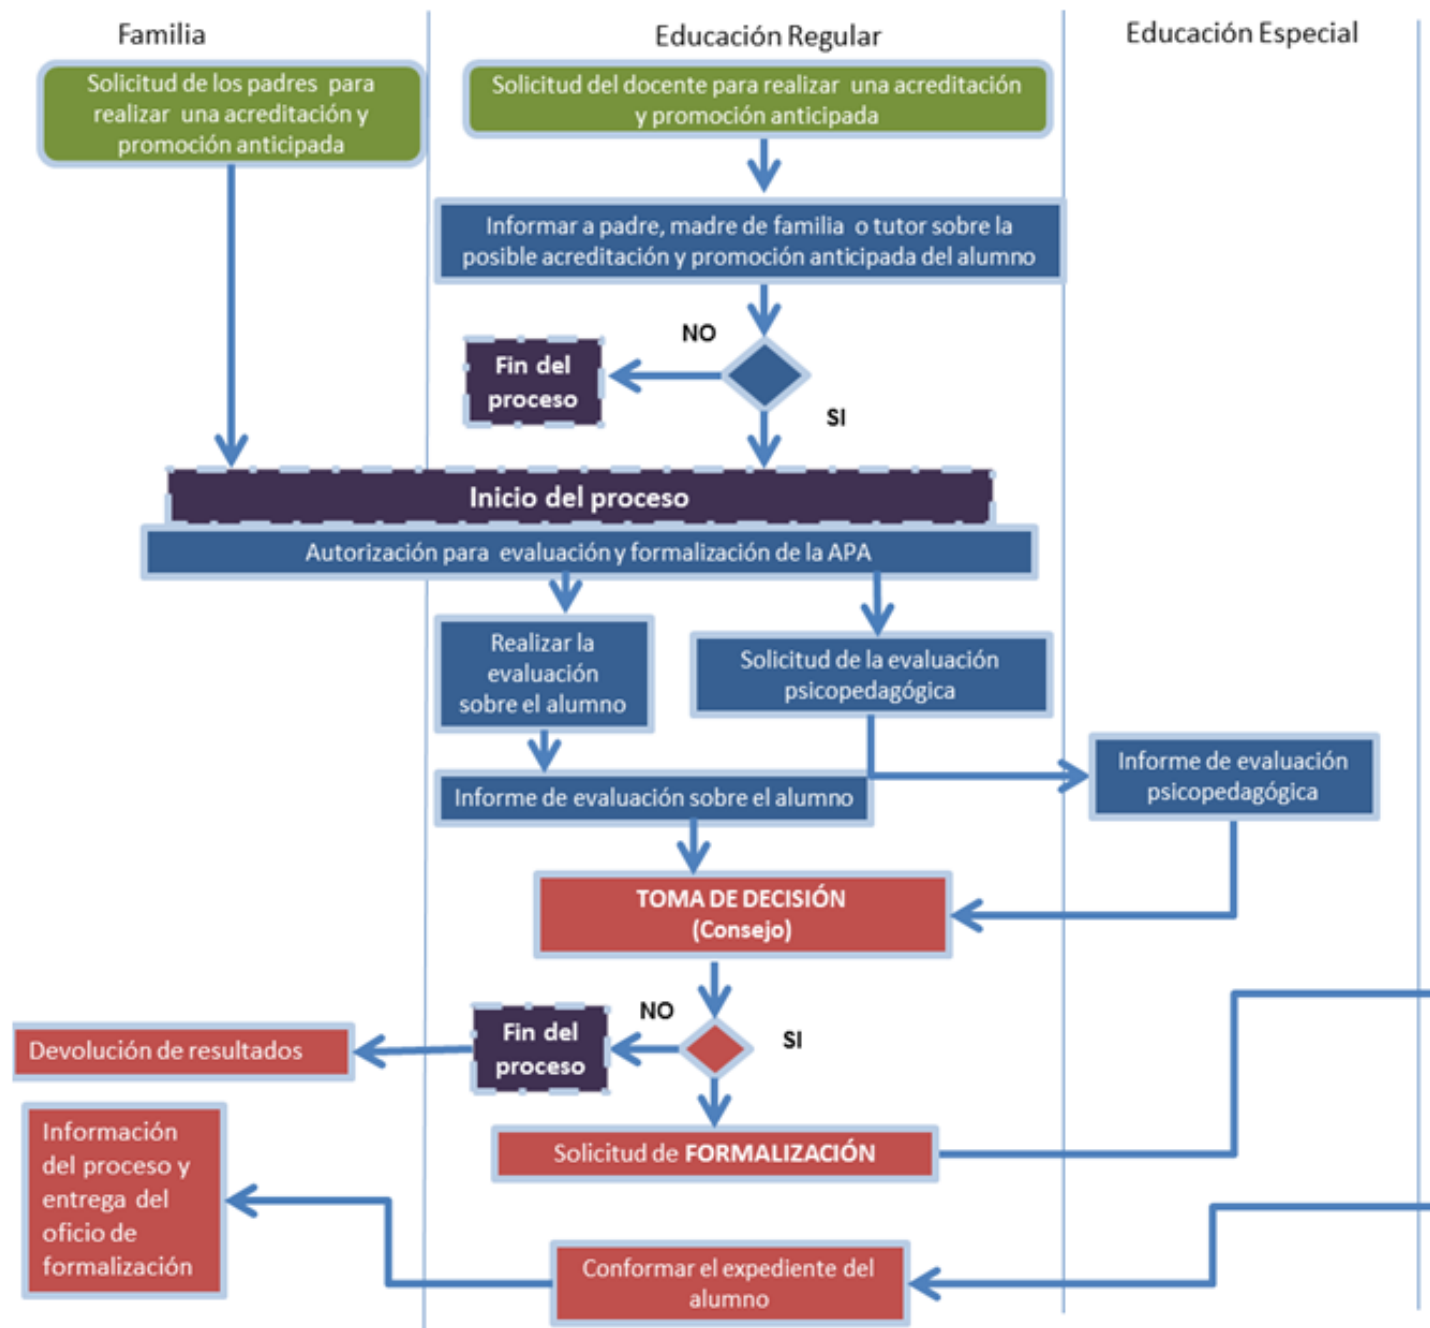 Familia
Educación Regular
Educación Especial
Solicitud de los padres para
realizar una acreditación y
promoción anticipada
Solicitud del docente para realizar una acreditación
y promoción anticipada
Informar a padre, madre de familia o tutor sobre la
posible acreditación y promoción anticipada del alumno
NO
Fin del
proceso
SI
Inicio del proceso
Autorización para evaluación y formalización de la APA
Realizar la
evaluación
sobre el alumno
Solicitud de la evaluación
psicopedagógica
Informe de evaluación
psicopedagógica
Informe de evaluación sobre el alumno
TOMA DE DECISIÓN
(Consejo)
NO
Fin del
proceso
SI
Devolución de resultados
Información
del proceso y
entrega del
oficio de
formalización
Solicitud de FORMALIZACIÓN
Conformar el expediente del
alumno